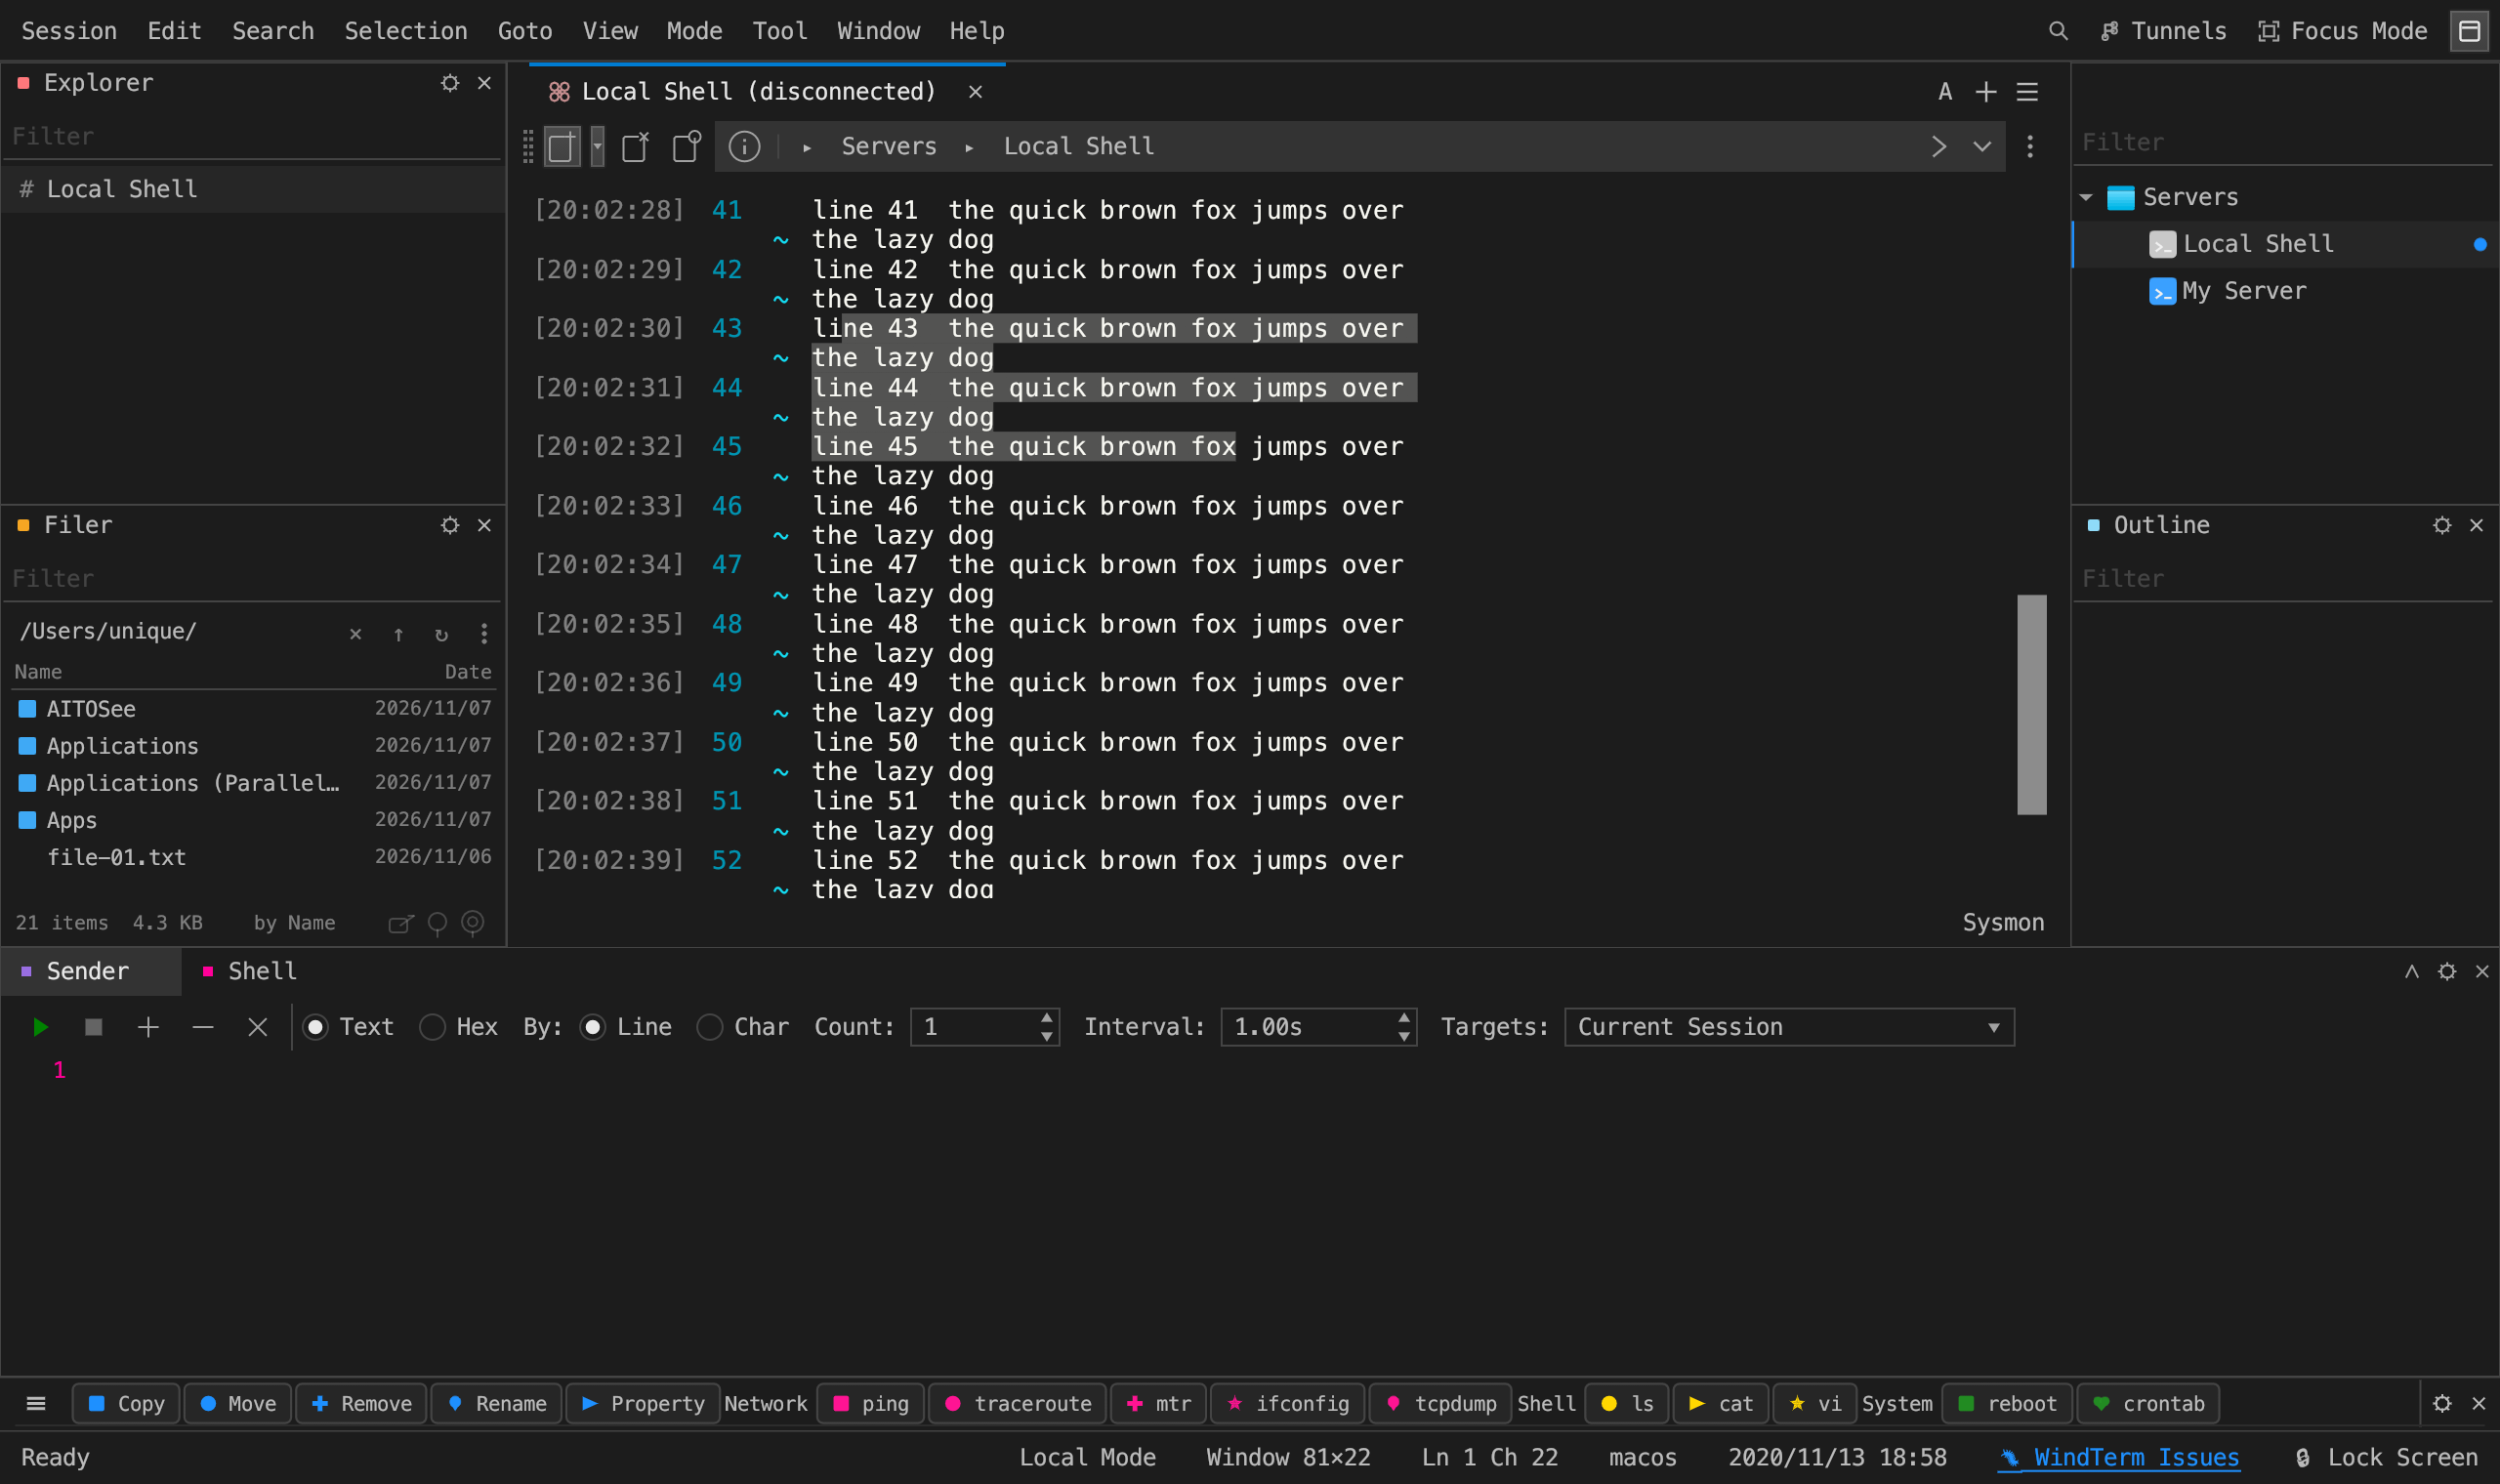 Session Edit Search Selection Goto View Mode Tool Window Help Tunnels Focus Mode
Explorer
Filter
# Local Shell
Filer
Filter
/Users/unique/
Name Date
AITOSee 2026/11/07
Applications 2026/11/07
Applications (Parallel… 2026/11/07
Apps 2026/11/07
file-01.txt 2026/11/06
21 items 4.3 KB by Name
Local Shell (disconnected)
A
Servers Local Shell
[20:02:28] 41 line 41  the quick brown fox jumps over
~ the lazy dog
[20:02:29] 42 line 42  the quick brown fox jumps over
~ the lazy dog
[20:02:30] 43 line 43  the quick brown fox jumps over
~ the lazy dog
[20:02:31] 44 line 44  the quick brown fox jumps over
~ the lazy dog
[20:02:32] 45 line 45  the quick brown fox jumps over
~ the lazy dog
[20:02:33] 46 line 46  the quick brown fox jumps over
~ the lazy dog
[20:02:34] 47 line 47  the quick brown fox jumps over
~ the lazy dog
[20:02:35] 48 line 48  the quick brown fox jumps over
~ the lazy dog
[20:02:36] 49 line 49  the quick brown fox jumps over
~ the lazy dog
[20:02:37] 50 line 50  the quick brown fox jumps over
~ the lazy dog
[20:02:38] 51 line 51  the quick brown fox jumps over
~ the lazy dog
[20:02:39] 52 line 52  the quick brown fox jumps over
~ the lazy dog
Sysmon
Filter
Servers
Local Shell
My Server
Outline
Filter
Sender Shell
Text Hex By: Line Char Count: 1 Interval: 1.00s Targets: Current Session
1
Copy Move Remove Rename Property Network ping traceroute mtr ifconfig tcpdump Shell ls cat vi System reboot crontab
Ready Local Mode Window 81×22 Ln 1 Ch 22 macos 2020/11/13 18:58 WindTerm Issues Lock Screen